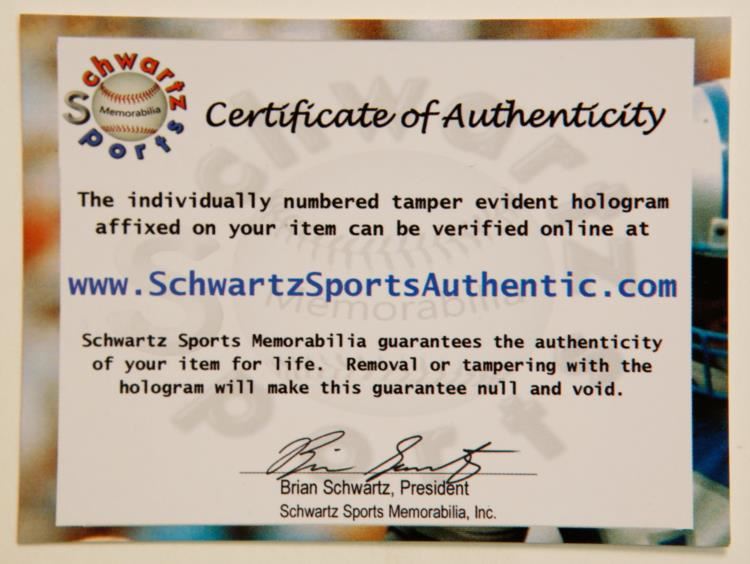 Schwartz
Memorabilia
Sports
Certificate of Authenticity
The individually numbered tamper evident hologram
affixed on your item can be verified online at
www.SchwartzSportsAuthentic.com
Schwartz Sports Memorabilia guarantees the authenticity
of your item for life. Removal or tampering with the
hologram will make this guarantee null and void.
Brian Schwartz, President
Schwartz Sports Memorabilia, Inc.